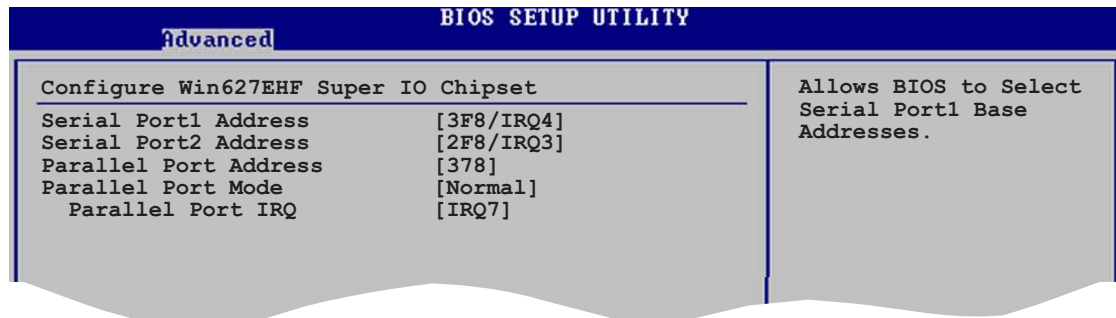 BIOS SETUP UTILITY
Advanced
Configure Win627EHF Super IO Chipset
Serial Port1 Address [3F8/IRQ4]
Serial Port2 Address [2F8/IRQ3]
Parallel Port Address [378]
Parallel Port Mode [Normal]
Parallel Port IRQ [IRQ7]
Allows BIOS to Select
Serial Port1 Base
Addresses.